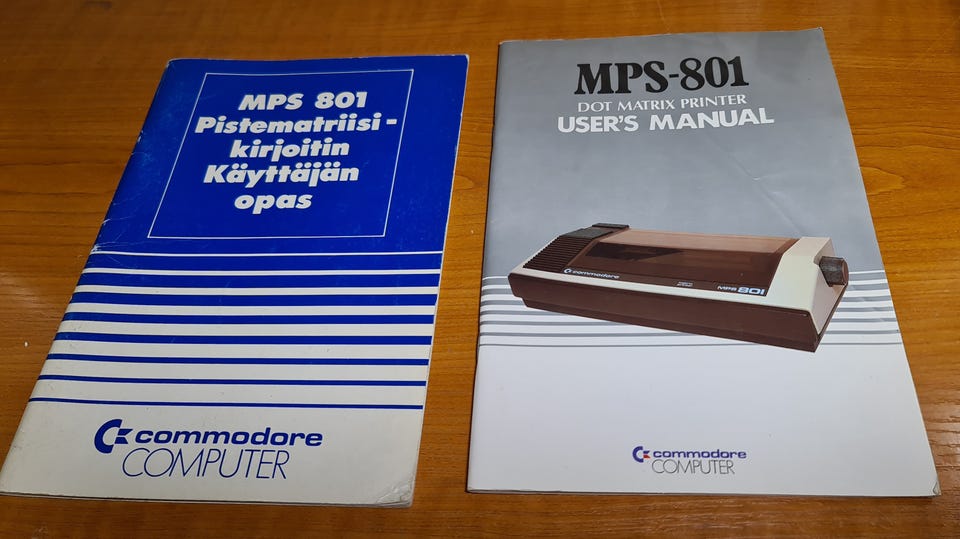 MPS 801
Pistematriisi-
kirjoitin
Käyttäjän
opas
commodore
COMPUTER
MPS-801
DOT MATRIX PRINTER
USER'S MANUAL
commodore
MPS 801
commodore
COMPUTER